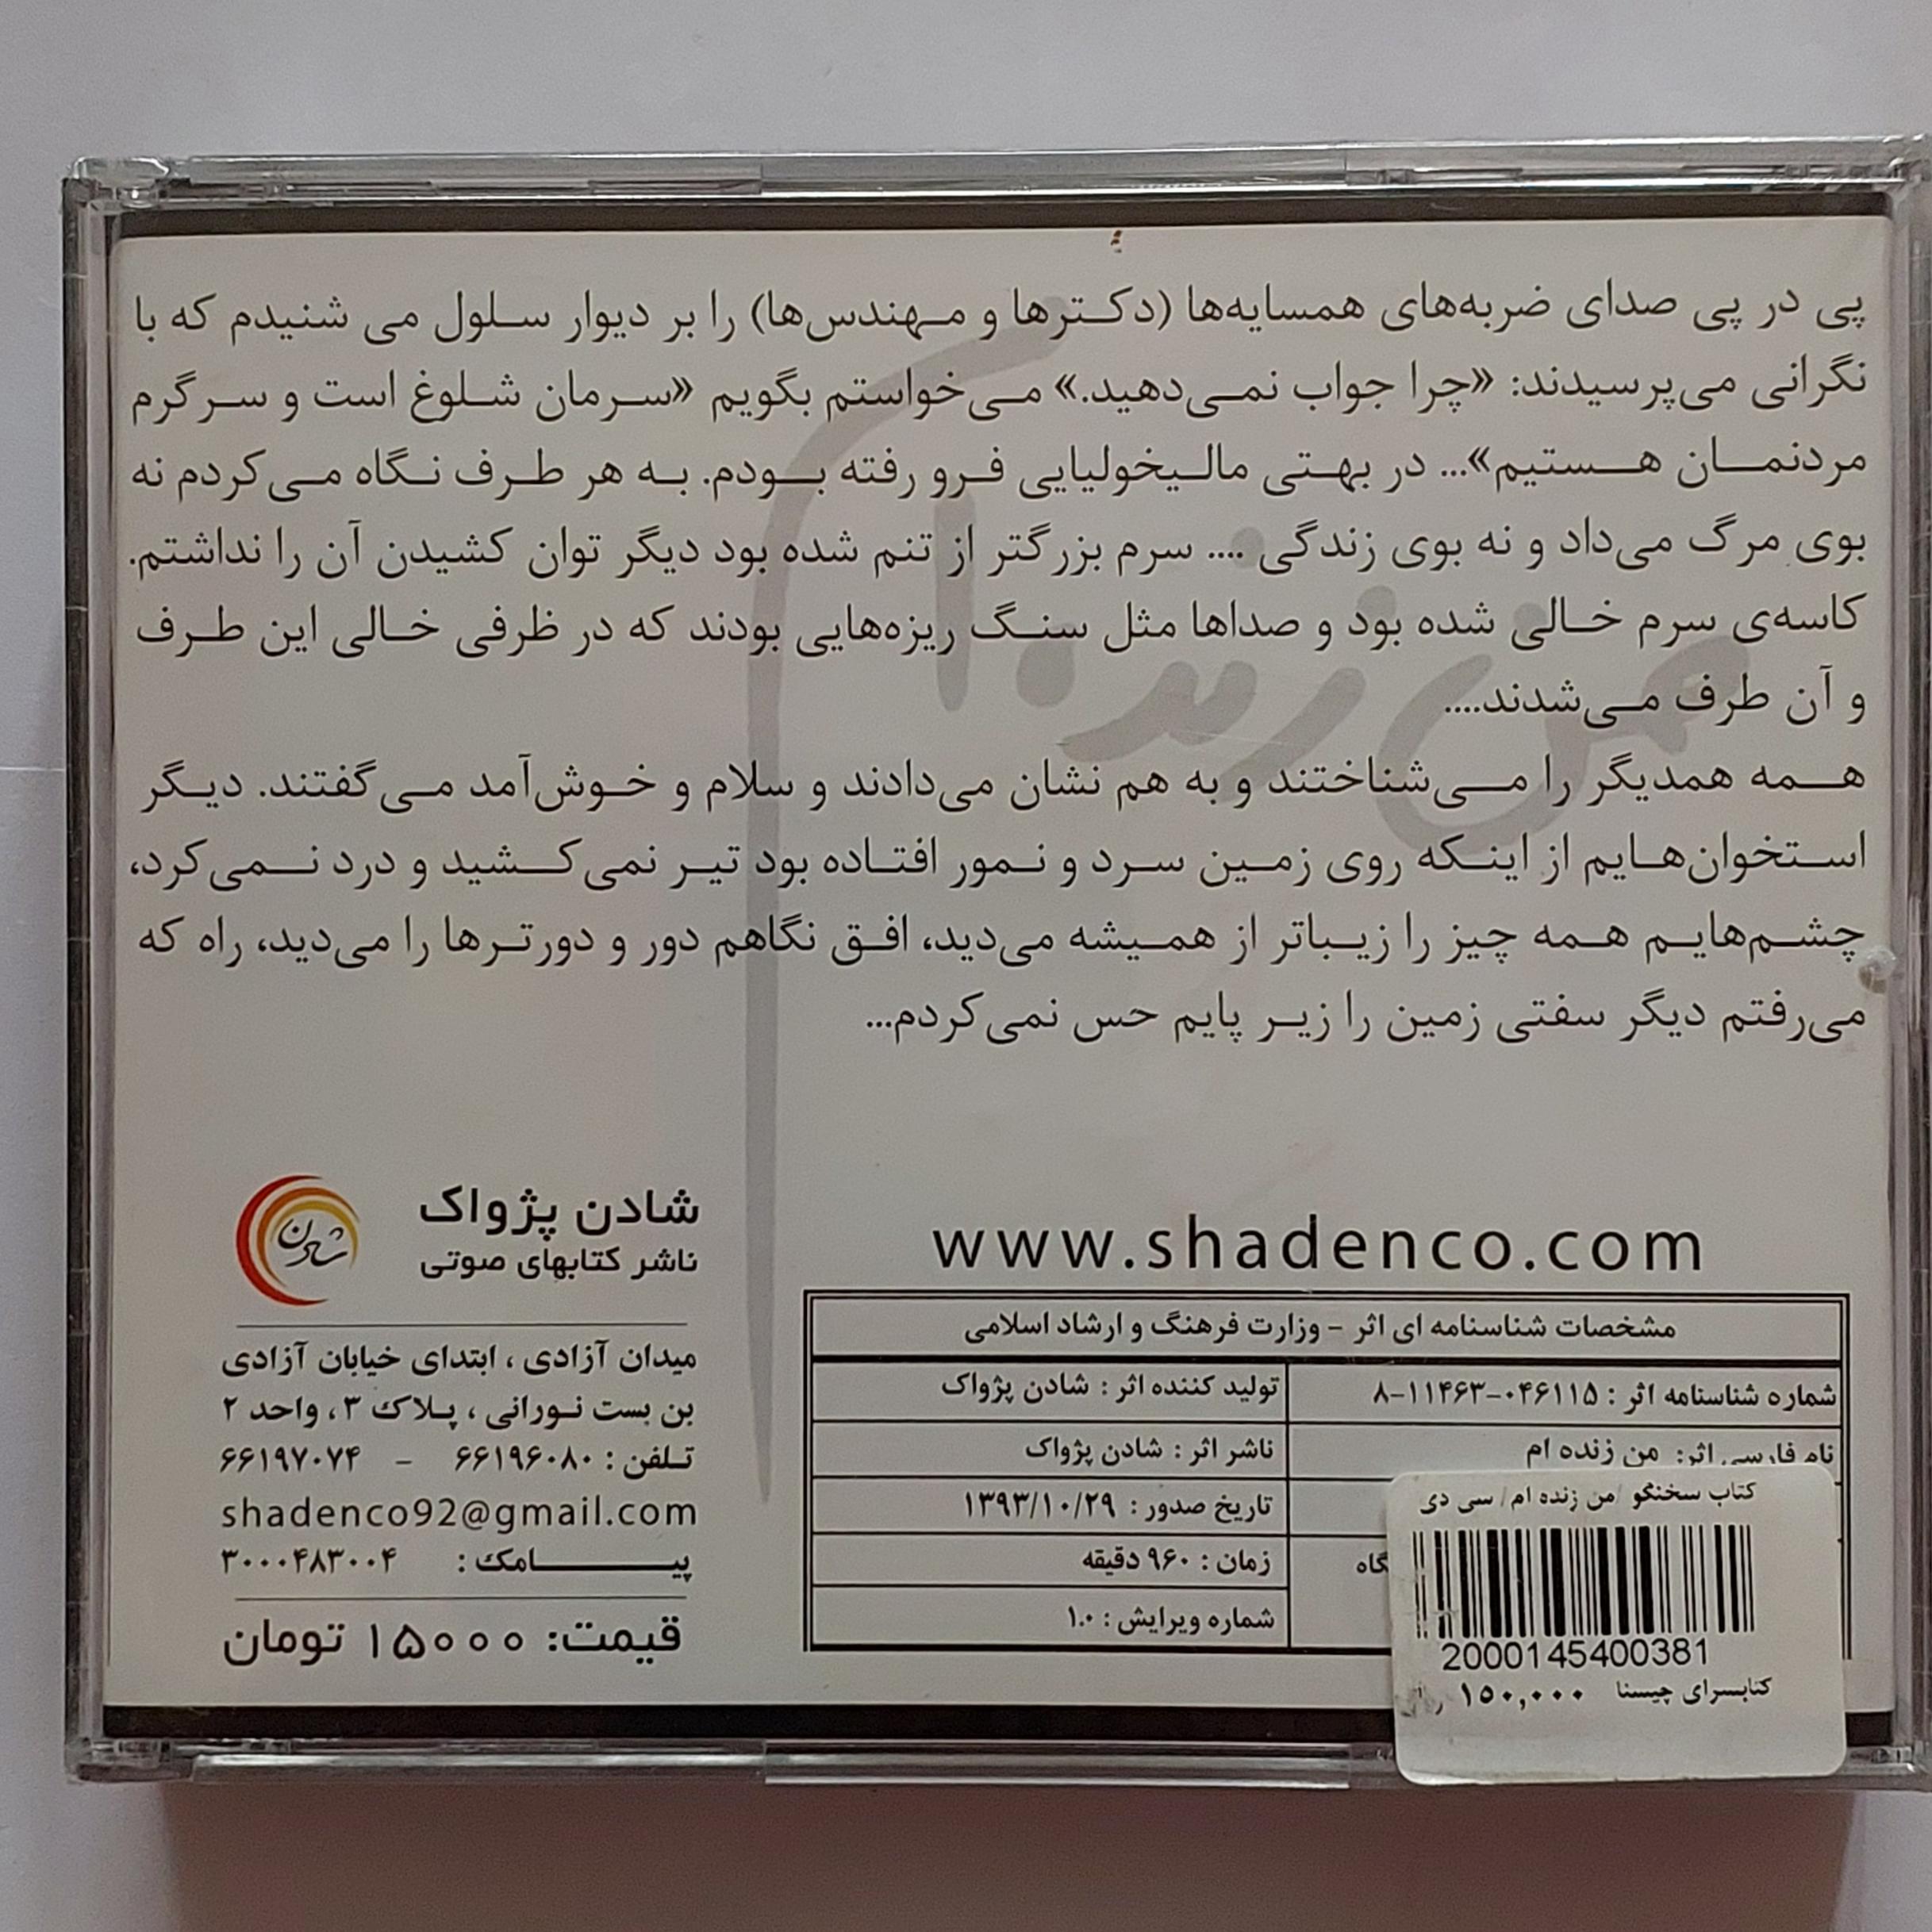 پی در پی صدای ضربه‌های همسایه‌ها (دکترها و مهندس‌ها) را بر دیوار سلول می شنیدم که با
نگرانی می‌پرسیدند: «چرا جواب نمی‌دهید.» می‌خواستم بگویم «سرمان شلوغ است و سرگرم
مردنمان هستیم»... در بهتی مالیخولیایی فرو رفته بودم. به هر طرف نگاه می‌کردم نه
بوی مرگ می‌داد و نه بوی زندگی .... سرم بزرگتر از تنم شده بود دیگر توان کشیدن آن را نداشتم.
کاسه‌ی سرم خالی شده بود و صداها مثل سنگ ریزه‌هایی بودند که در ظرفی خالی این طرف
و آن طرف می‌شدند....
همه همدیگر را می‌شناختند و به هم نشان می‌دادند و سلام و خوش‌آمد می‌گفتند. دیگر
استخوان‌هایم از اینکه روی زمین سرد و نمور افتاده بود تیر نمی‌کشید و درد نمی‌کرد،
چشم‌هایم همه چیز را زیباتر از همیشه می‌دید، افق نگاهم دور و دورترها را می‌دید، راه که
می‌رفتم دیگر سفتی زمین را زیر پایم حس نمی‌کردم...
من زنده ام
www.shadenco.com
مشخصات شناسنامه ای اثر - وزارت فرهنگ و ارشاد اسلامی
شماره شناسنامه اثر : ۸-۱۱۴۶۳-۰۴۶۱۱۵
تولید کننده اثر : شادن پژواک
نام فارسی اثر: من زنده ام
ناشر اثر : شادن پژواک
تاریخ صدور : ۱۳۹۳/۱۰/۲۹
زمان : ۹۶۰ دقیقه
شماره ویرایش : ۱.۰
کتاب سخنگو /من زنده ام/ سی دی
2000145400381
کتابسرای چیستا ۱۵۰,۰۰۰
شادن
شادن پژواک
ناشر کتابهای صوتی
میدان آزادی ، ابتدای خیابان آزادی
بن بست نورانی ، پلاک ۳ ، واحد ۲
تلفن : ۶۶۱۹۶۰۸۰ - ۶۶۱۹۷۰۷۴
shadenco92@gmail.com
پیامک : ۳۰۰۰۴۸۳۰۰۴
قیمت: ۱۵۰۰۰ تومان